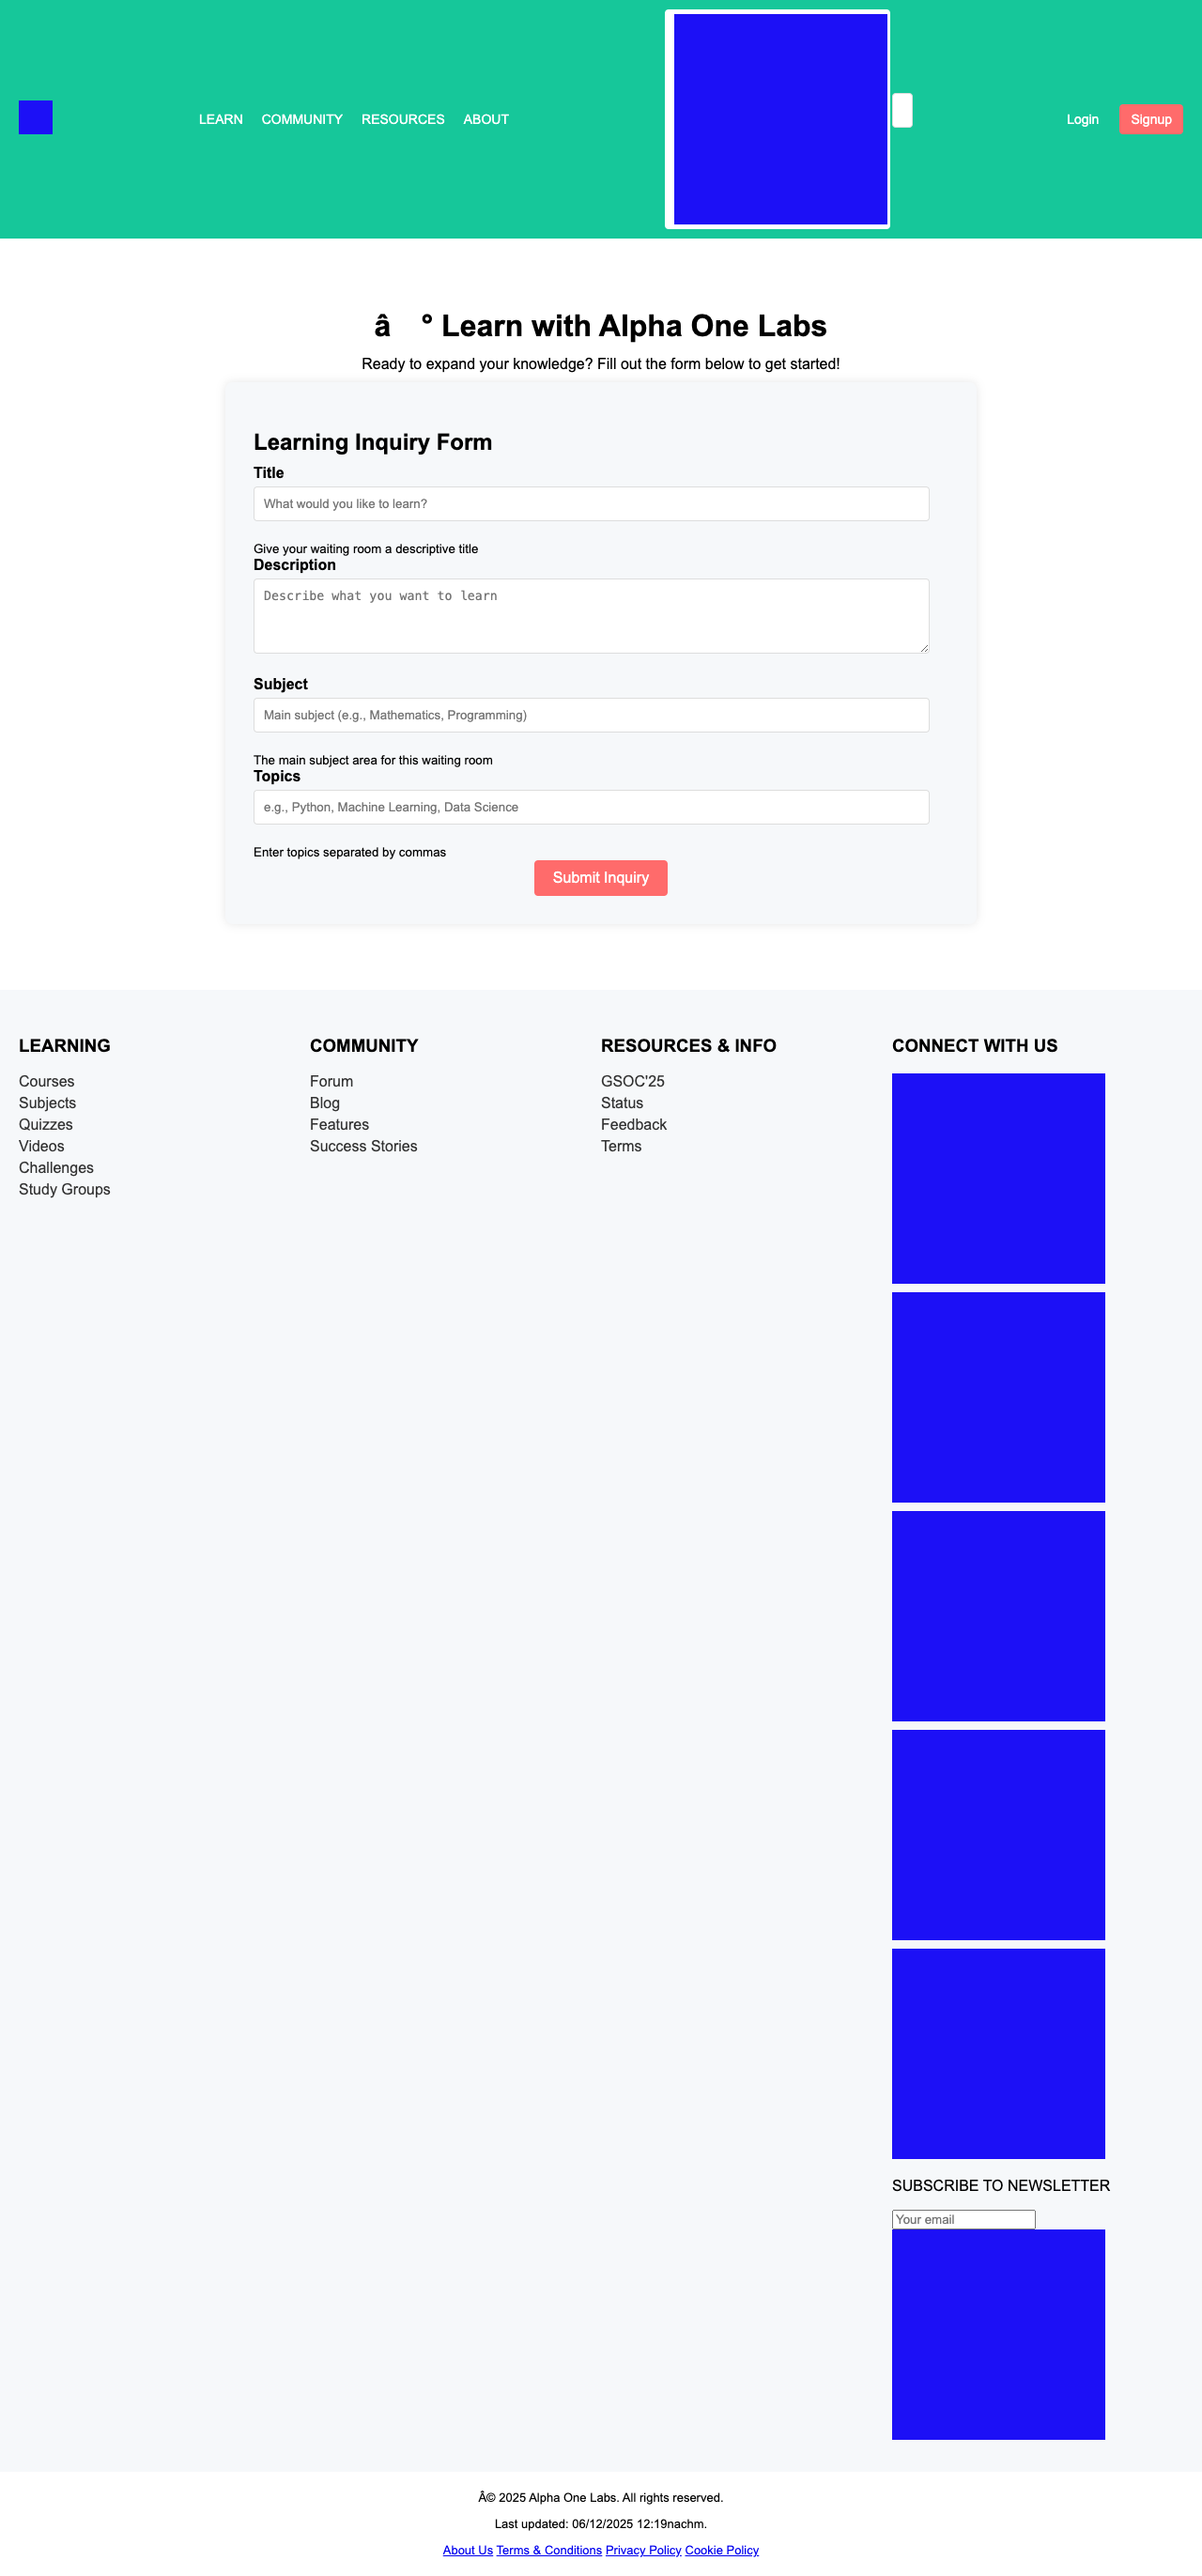 LEARN COMMUNITY RESOURCES ABOUT
Login Signup
â ° Learn with Alpha One Labs
Ready to expand your knowledge? Fill out the form below to get started!
Learning Inquiry Form
Title
What would you like to learn?
Give your waiting room a descriptive title
Description
Describe what you want to learn
Subject
Main subject (e.g., Mathematics, Programming)
The main subject area for this waiting room
Topics
e.g., Python, Machine Learning, Data Science
Enter topics separated by commas
Submit Inquiry
LEARNING
Courses
Subjects
Quizzes
Videos
Challenges
Study Groups
COMMUNITY
Forum
Blog
Features
Success Stories
RESOURCES & INFO
GSOC'25
Status
Feedback
Terms
CONNECT WITH US
SUBSCRIBE TO NEWSLETTER
Your email
Â© 2025 Alpha One Labs. All rights reserved.
Last updated: 06/12/2025 12:19nachm.
About Us Terms & Conditions Privacy Policy Cookie Policy